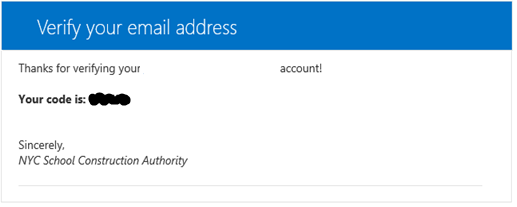 Verify your email address
Thanks for verifying your account!
Your code is:
Sincerely,
NYC School Construction Authority